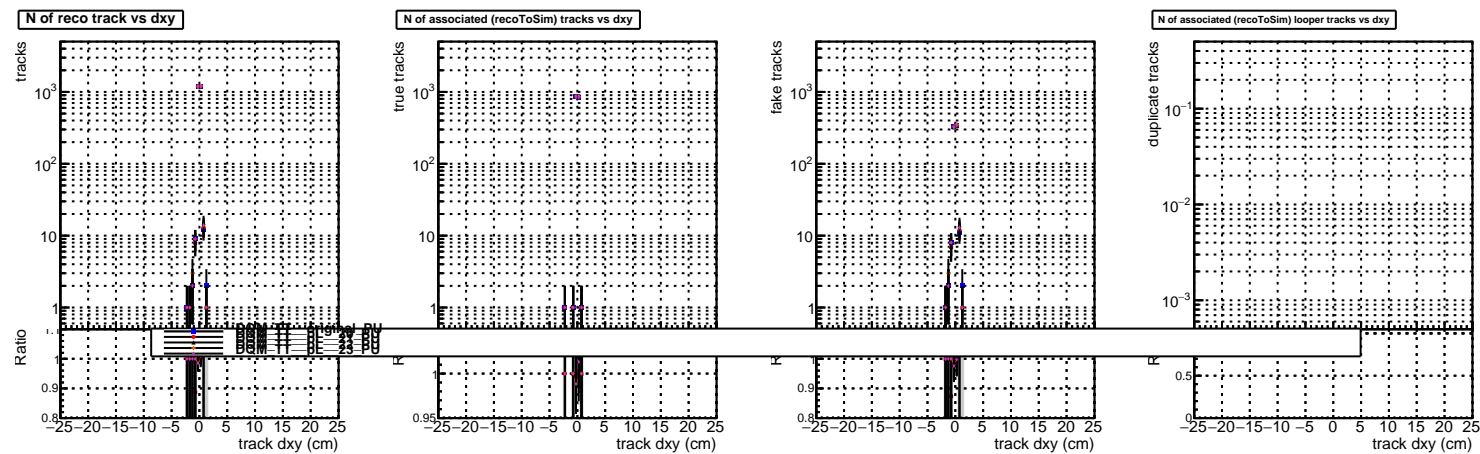 N of reco track vs dxy
N of associated (recoToSim) tracks vs dxy
N of associated (recoToSim) looper tracks vs dxy
tracks
10³
10²
10
1
Ratio
1
0.9
0.8
−25 −20 −15 −10 −5 0 5 10 15 20 25
track dxy (cm)
true tracks
10³
10²
10
1
0.95
−25 −20 −15 −10 −5 0 5 10 15 20 25
track dxy (cm)
fake tracks
10³
10²
10
1
1
0.9
0.8
−25 −20 −15 −10 −5 0 5 10 15 20 25
track dxy (cm)
duplicate tracks
10⁻¹
10⁻²
10⁻³
0.5
0
−25 −20 −15 −10 −5 0 5 10 15 20 25
track dxy (cm)